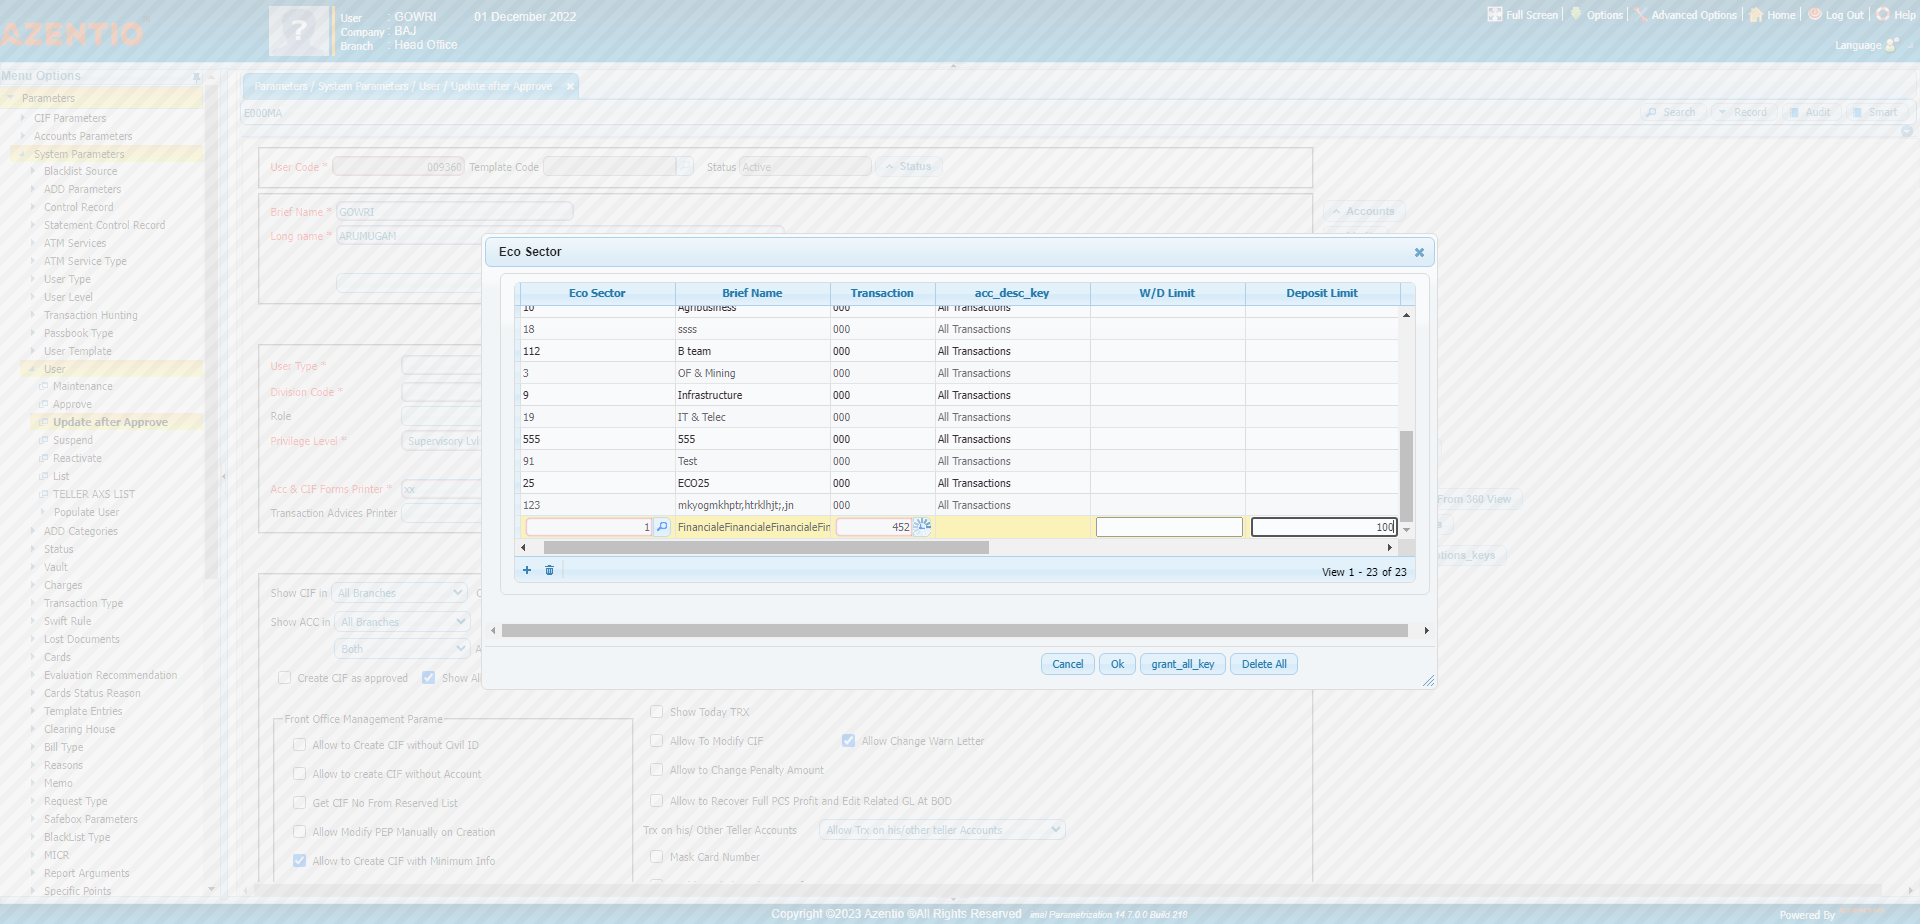 AZENTIO
User : GOWRI 01 December 2022
Company : BAJ
Branch : Head Office
Full Screen Options Advanced Options Home Log Out Help
Language
Menu Options
Parameters
CIF Parameters
Accounts Parameters
System Parameters
Blacklist Source
ADD Parameters
Control Record
Statement Control Record
ATM Services
ATM Service Type
User Type
User Level
Transaction Hunting
Passbook Type
User Template
User
Maintenance
Approve
Update after Approve
Suspend
Reactivate
List
TELLER AXS LIST
Populate User
ADD Categories
Status
Vault
Charges
Transaction Type
Swift Rule
Lost Documents
Cards
Evaluation Recommendation
Cards Status Reason
Template Entries
Clearing House
Bill Type
Reasons
Memo
Request Type
Safebox Parameters
BlackList Type
MICR
Report Arguments
Specific Points
Parameters / System Parameters / User / Update after Approve
E000MA
Search Record Audit Smart
User Code * 009360 Template Code Status Active Status
Brief Name * GOWRI
Accounts
Long name * ARUMUGAM
User Type *
Division Code *
Role
Privilege Level * Supervisory Lvl
Acc & CIF Forms Printer * xx
Transaction Advices Printer
From 360 View
Eco Sector
Eco Sector Brief Name Transaction acc_desc_key W/D Limit Deposit Limit
10 Agribusiness 000 All Transactions
18 ssss 000 All Transactions
112 B team 000 All Transactions
3 OF & Mining 000 All Transactions
9 Infrastructure 000 All Transactions
19 IT & Telec 000 All Transactions
555 555 000 All Transactions
91 Test 000 All Transactions
25 ECO25 000 All Transactions
123 mkyogmkhptr,htrklhjt;,jn 000 All Transactions
1 FinancialeFinancialeFinancialeFin 452 100
View 1 - 23 of 23
Cancel Ok grant_all_key Delete All
Show CIF in All Branches
Show ACC in All Branches
Both
Create CIF as approved Show Al
Front Office Management Parame
Allow to Create CIF without Civil ID
Allow to create CIF without Account
Get CIF No From Reserved List
Allow Modify PEP Manually on Creation
Allow to Create CIF with Minimum Info
Show Today TRX
Allow To Modify CIF Allow Change Warn Letter
Allow to Change Penalty Amount
Allow to Recover Full PCS Profit and Edit Related GL At BOD
Trx on his/ Other Teller Accounts Allow Trx on his/other teller Accounts
Mask Card Number
Copyright ©2023 Azentio ®All Rights Reserved imal Parametrization 14.7.0.0 Build 218
Powered By